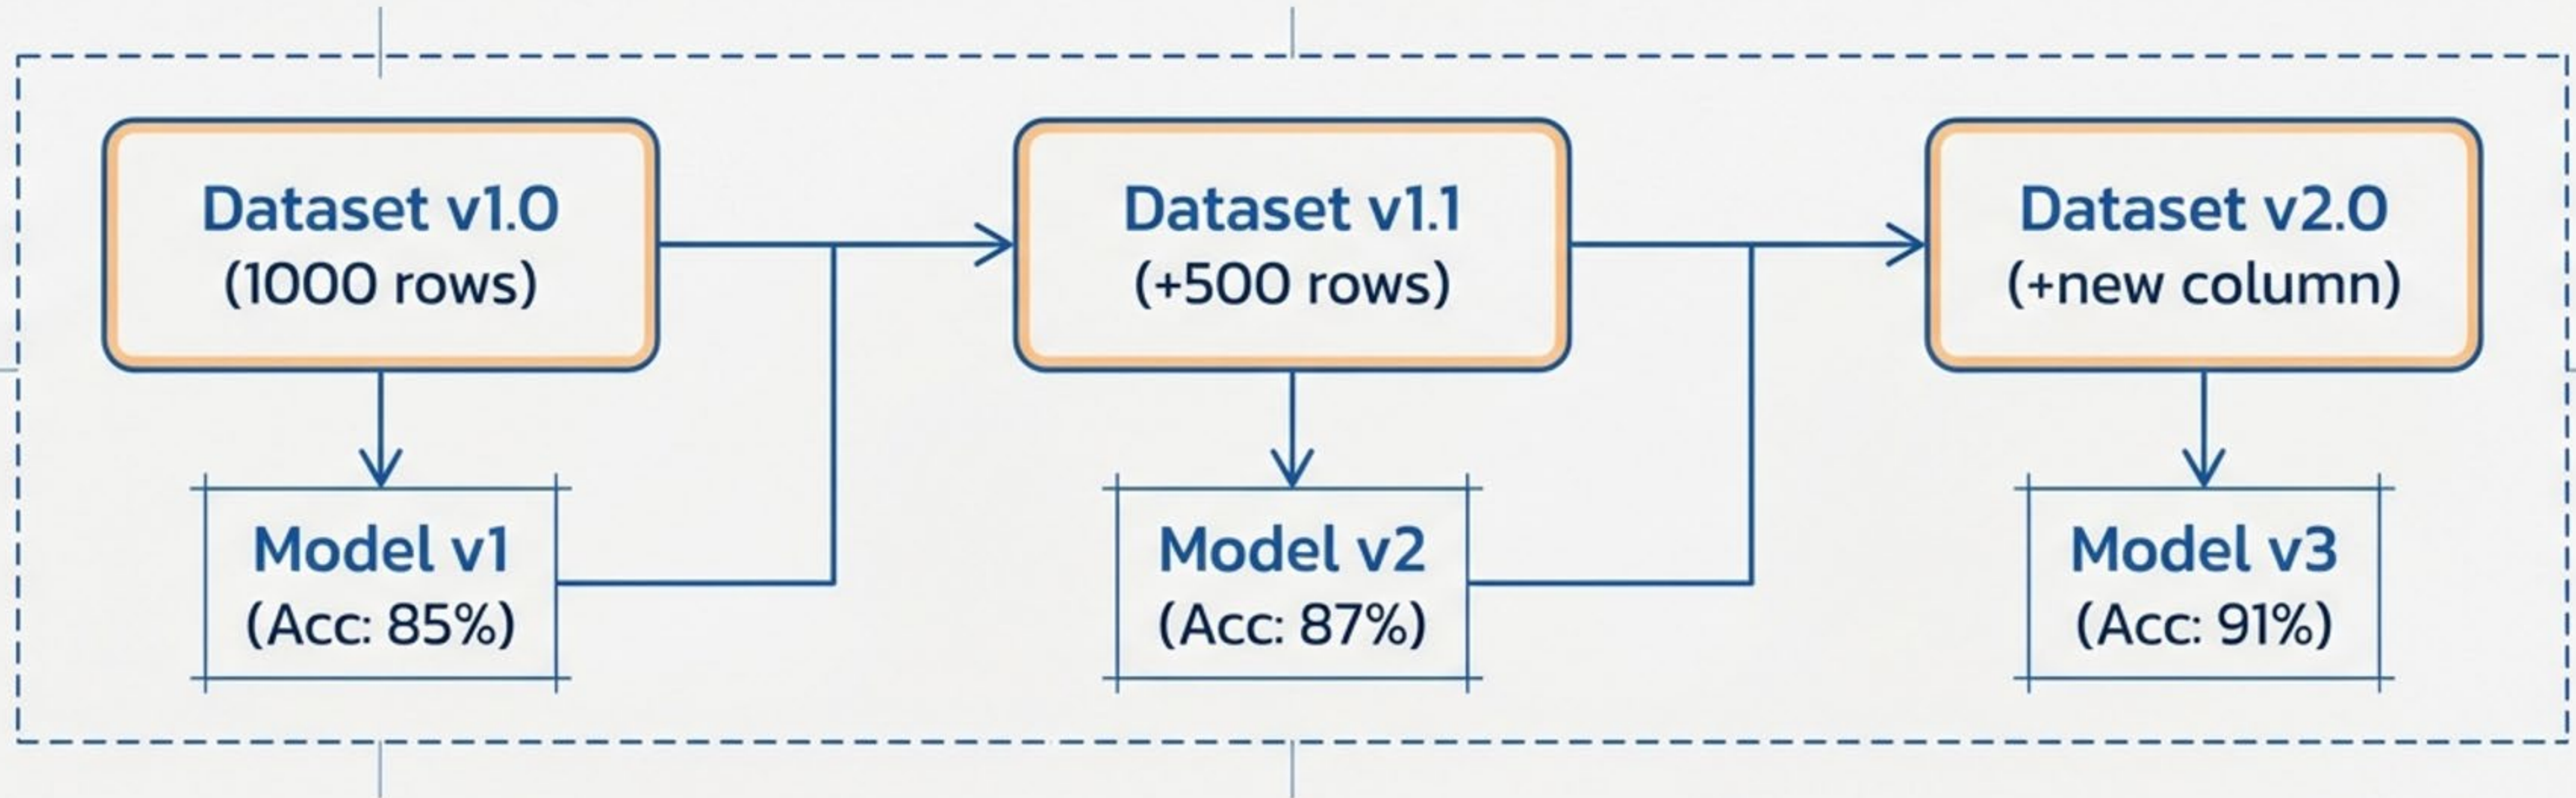 Dataset v1.0
(1000 rows)
Dataset v1.1
(+500 rows)
Dataset v2.0
(+new column)
Model v1
(Acc: 85%)
Model v2
(Acc: 87%)
Model v3
(Acc: 91%)